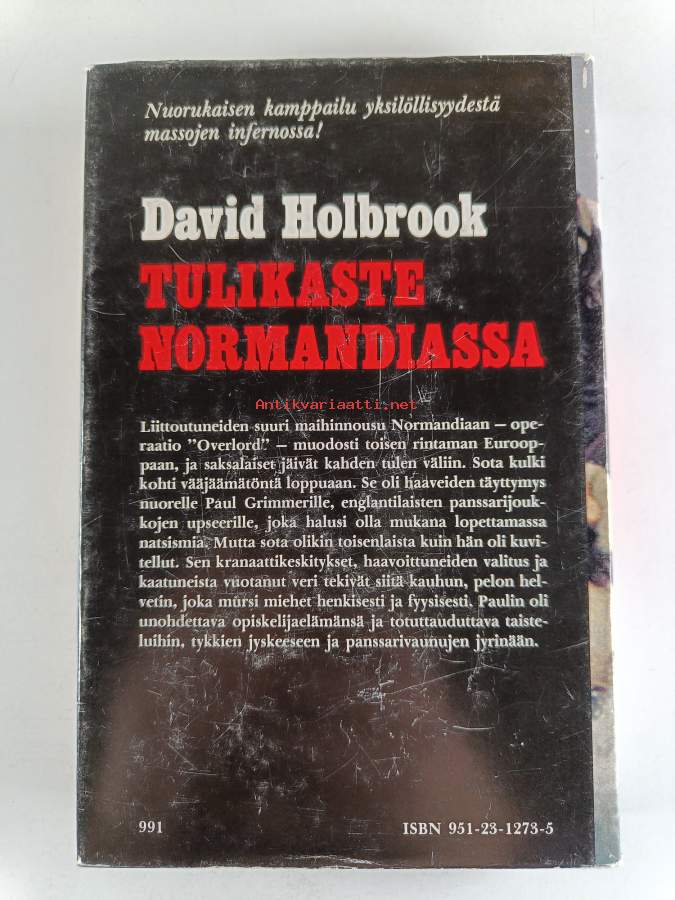 Nuorukaisen kamppailu yksilöllisyydestä
massojen infernossa!
David Holbrook
TULIKASTE
NORMANDIASSA
Antikvariaatti.net
Liittoutuneiden suuri maihinnousu Normandiaan – ope-
raatio ”Overlord” – muodosti toisen rintaman Euroop-
paan, ja saksalaiset jäivät kahden tulen väliin. Sota kulki
kohti vääjäämätöntä loppuaan. Se oli haaveiden täyttymys
nuorelle Paul Grimmerille, englantilaisten panssarijouk-
kojen upseerille, joka halusi olla mukana lopettamassa
natsismia. Mutta sota olikin toisenlaista kuin hän oli kuvi-
tellut. Sen kranaattikeskitykset, haavoittuneiden valitus ja
kaatuneista vuotanut veri tekivät siitä kauhun, pelon hel-
vetin, joka mursi miehet henkisesti ja fyysisesti. Paulin oli
unohdettava opiskelijaelämänsä ja totuttauduttava taiste-
luihin, tykkien jyskeeseen ja panssarivaunujen jyrinään.
991
ISBN 951-23-1273-5